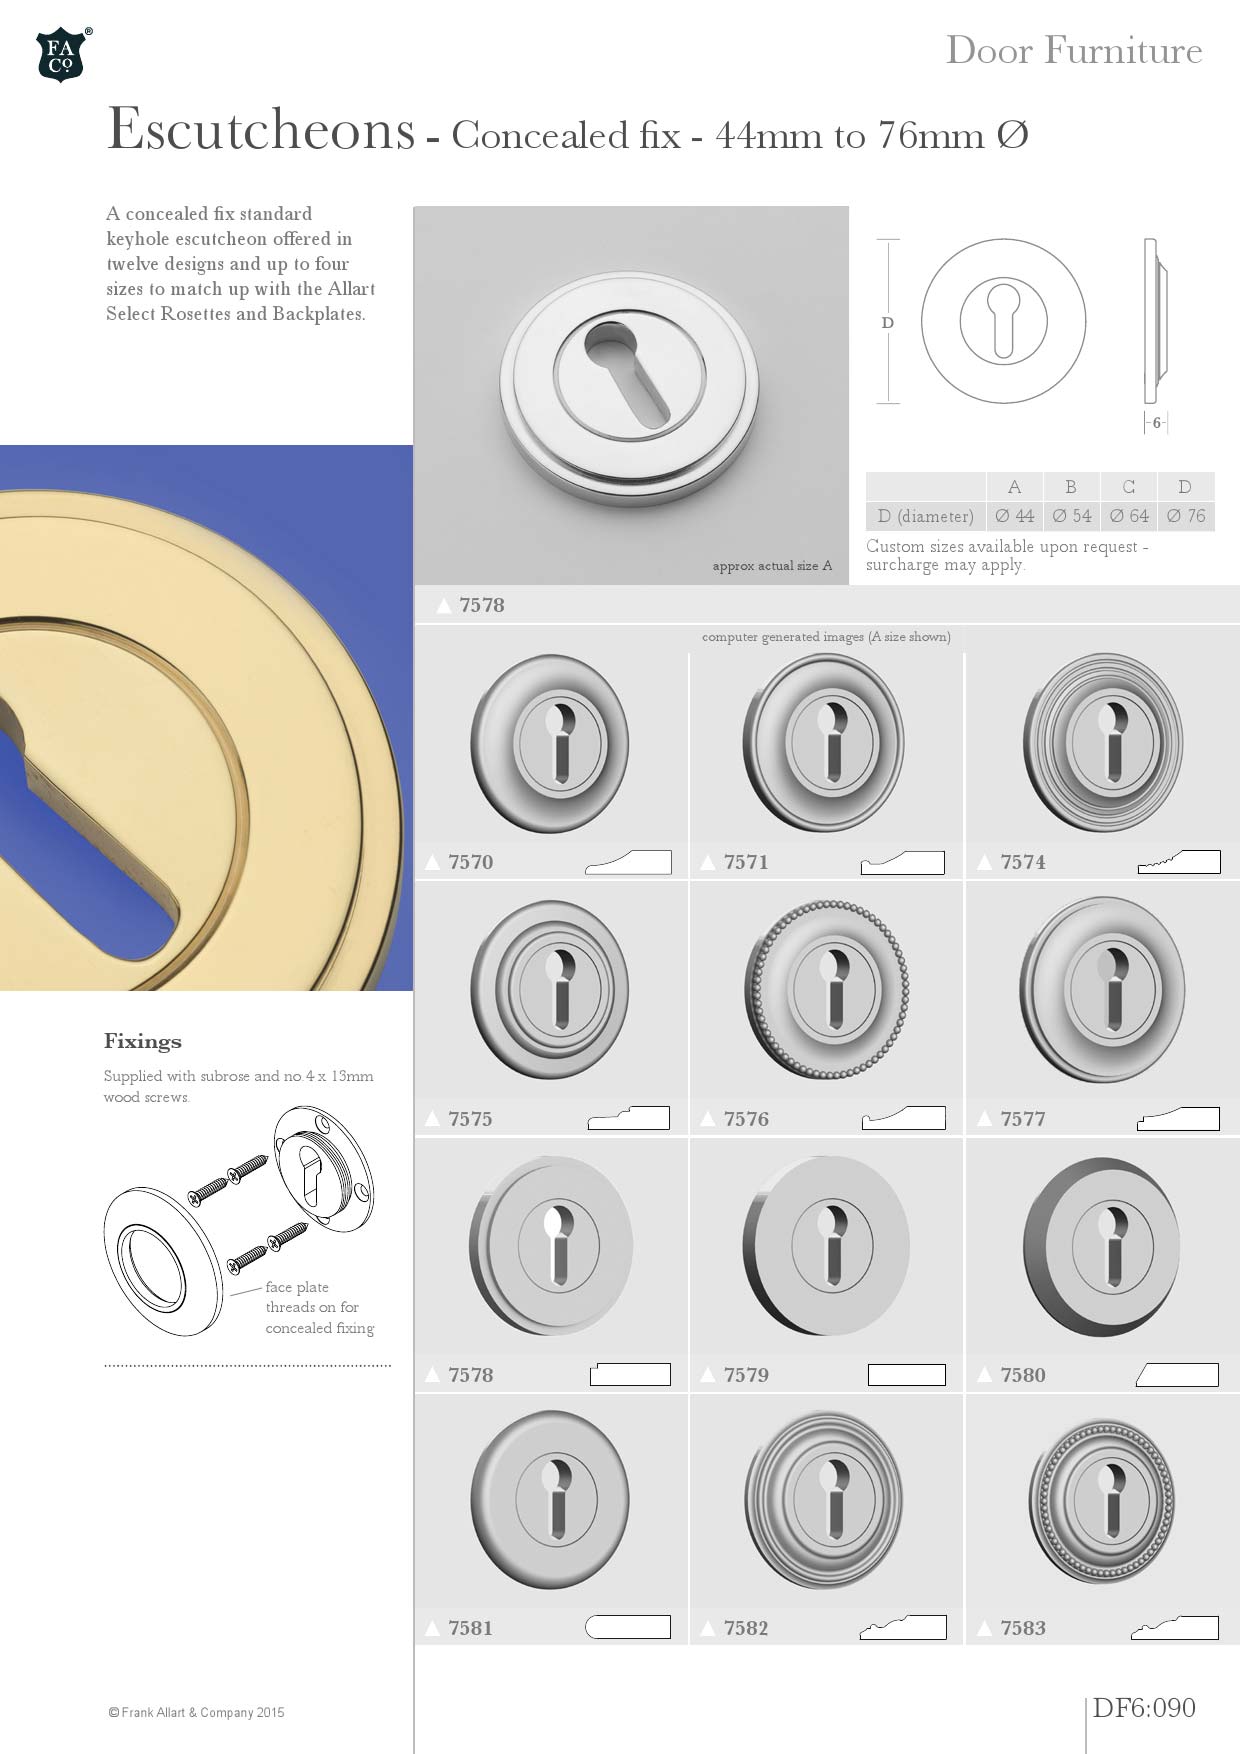 FA
Co.
®
Door Furniture
Escutcheons - Concealed fix - 44mm to 76mm Ø
A concealed fix standard
keyhole escutcheon offered in
twelve designs and up to four
sizes to match up with the Allart
Select Rosettes and Backplates.
D
6
A B C D
D (diameter) Ø 44 Ø 54 Ø 64 Ø 76
Custom sizes available upon request -
surcharge may apply.
approx actual size A
7578
computer generated images (A size shown)
7570 7571 7574
7575 7576 7577
Fixings
Supplied with subrose and no.4 x 13mm
wood screws.
face plate
threads on for
concealed fixing
7578 7579 7580
7581 7582 7583
© Frank Allart & Company 2015
DF6:090